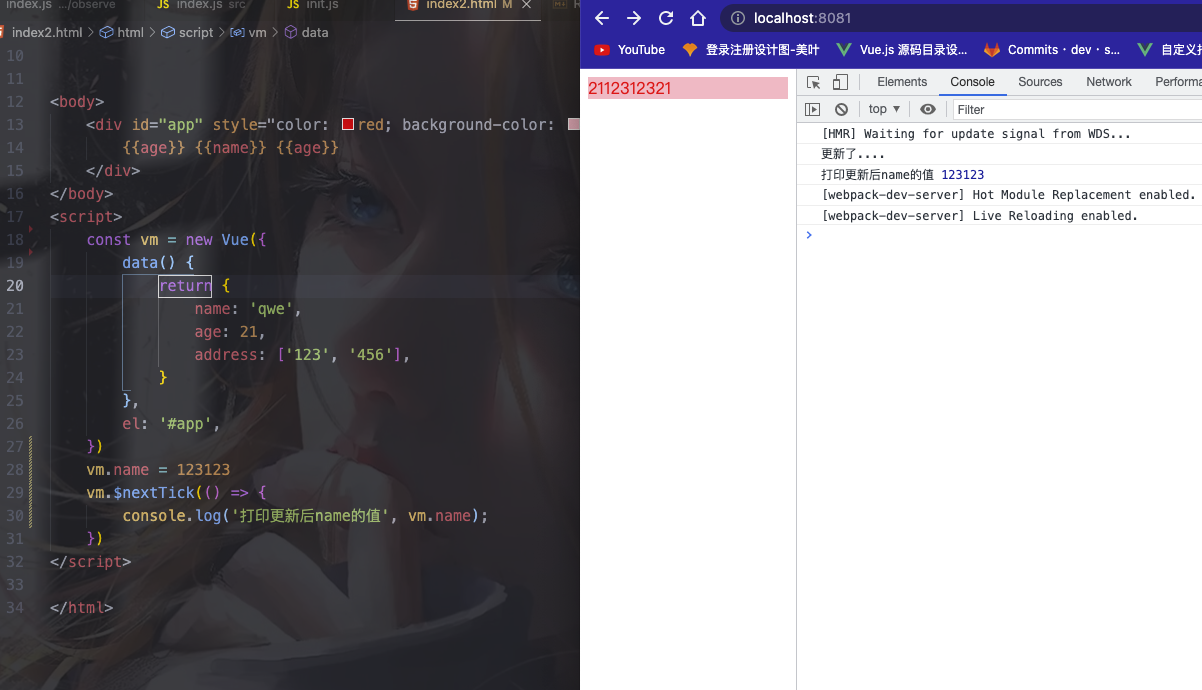 index.js .../observe
JS index.js src
JS init.js
index2.html M
index2.html > html > script > vm > data
10
11
12 <body>
13 <div id="app" style="color: red; background-color:
14 {{age}} {{name}} {{age}}
15 </div>
16 </body>
17 <script>
18 const vm = new Vue({
19 data() {
20 return {
21 name: 'qwe',
22 age: 21,
23 address: ['123', '456'],
24 }
25 },
26 el: '#app',
27 })
28 vm.name = 123123
29 vm.$nextTick(() => {
30 console.log('打印更新后name的值', vm.name);
31 })
32 </script>
33
34 </html>
localhost:8081
YouTube
登录注册设计图-美叶
Vue.js 源码目录设...
Commits · dev · s...
自定义
2112312321
Elements Console Sources Network Performa
top ▼ Filter
[HMR] Waiting for update signal from WDS...
更新了....
打印更新后name的值 123123
[webpack-dev-server] Hot Module Replacement enabled.
[webpack-dev-server] Live Reloading enabled.
>